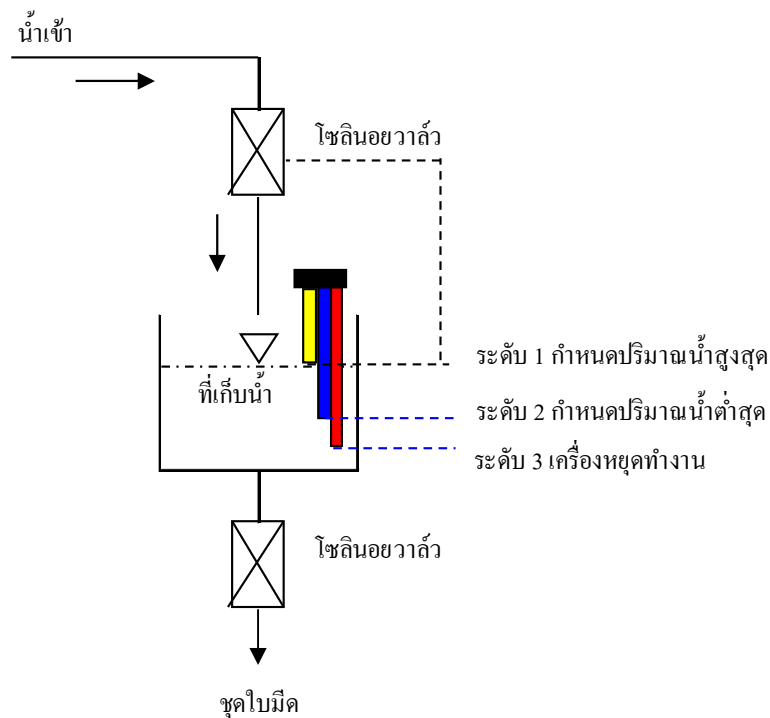 น้ำเข้า
โซลินอยวาล์ว
ระดับ 1 กำหนดปริมาณน้ำสูงสุด
ที่เก็บน้ำ
ระดับ 2 กำหนดปริมาณน้ำต่ำสุด
ระดับ 3 เครื่องหยุดทำงาน
โซลินอยวาล์ว
ชุดใบมีด